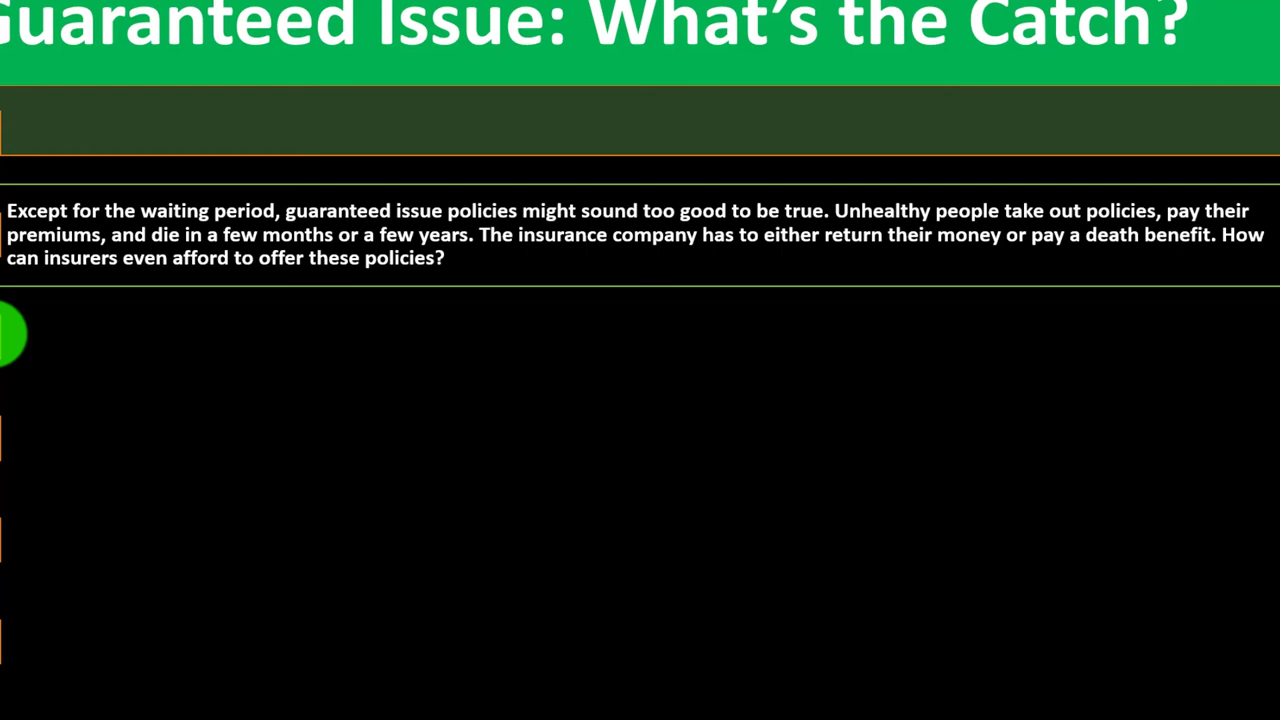 Guaranteed Issue: What's the Catch?
Except for the waiting period, guaranteed issue policies might sound too good to be true. Unhealthy people take out policies, pay their
premiums, and die in a few months or a few years. The insurance company has to either return their money or pay a death benefit. How
can insurers even afford to offer these policies?